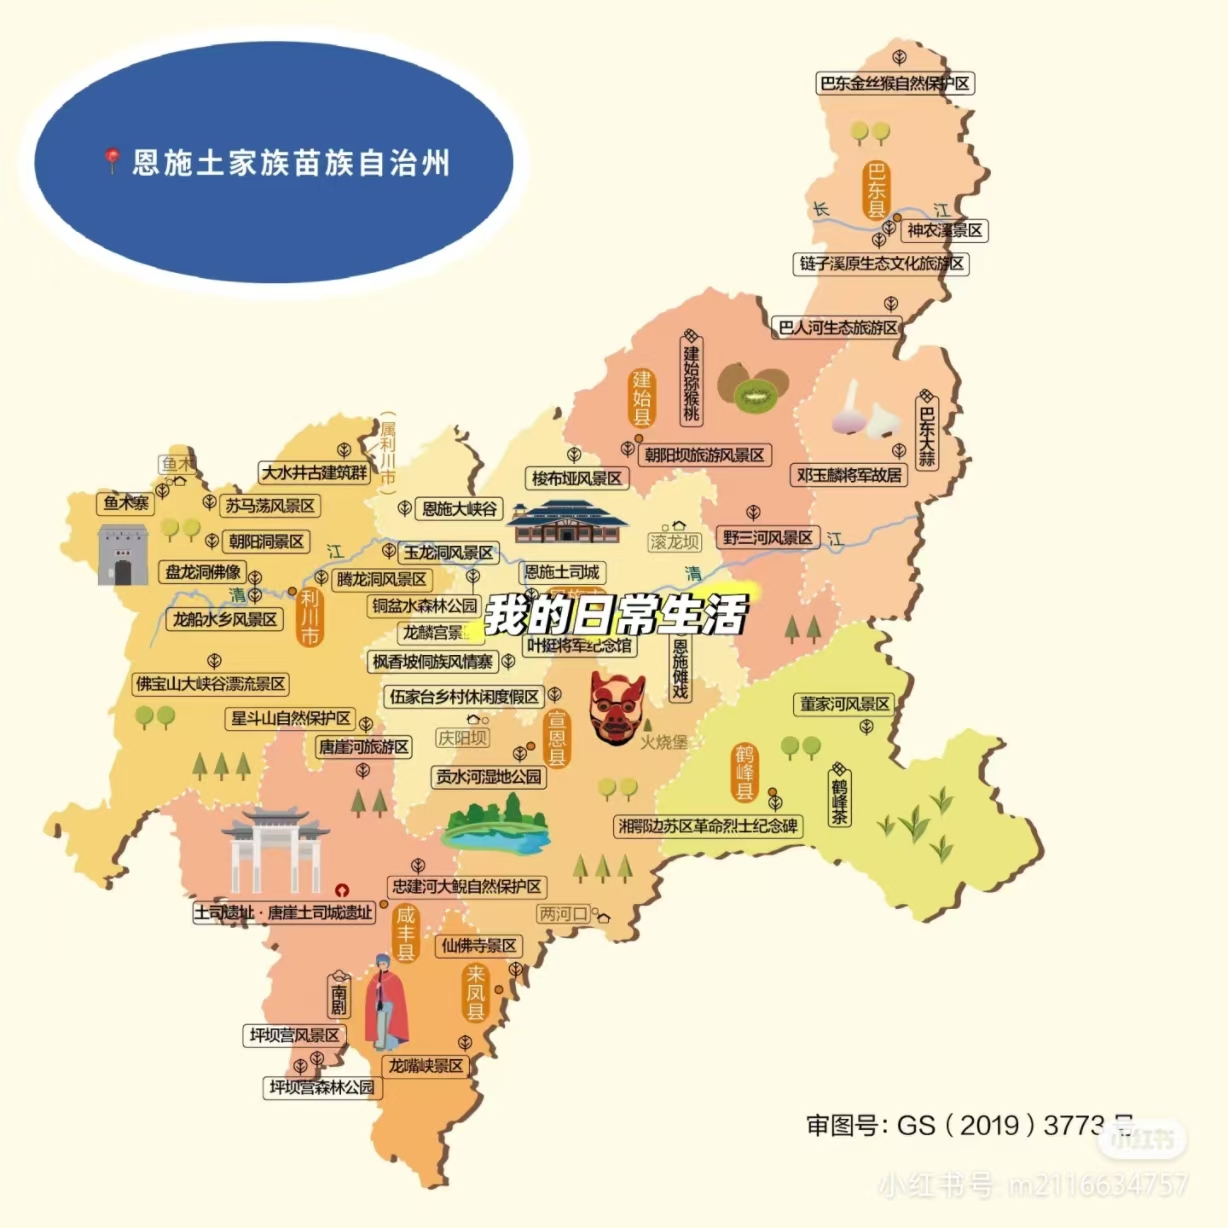 恩施土家族苗族自治州
巴东金丝猴自然保护区
巴东县
长
江
神农溪景区
链子溪原生态文化旅游区
巴人河生态旅游区
建始猕猴桃
建始县
巴东大蒜
朝阳坝旅游风景区
邓玉麟将军故居
(属利川市)
鱼木
大水井古建筑群
梭布垭风景区
鱼木寨
苏马荡风景区
恩施大峡谷
朝阳洞景区
滚龙坝
野三河风景区
江
江
玉龙洞风景区
盘龙洞佛像
腾龙洞风景区
恩施土司城
清
清
利川市
铜盆水森林公园
龙船水乡风景区
我的日常生活
龙麟宫景
叶挺将军纪念馆
枫香坡侗族风情寨
恩施傩戏
佛宝山大峡谷漂流景区
伍家台乡村休闲度假区
董家河风景区
星斗山自然保护区
宣恩县
庆阳坝
火烧堡
唐崖河旅游区
鹤峰县
贡水河湿地公园
鹤峰茶
湘鄂边苏区革命烈士纪念碑
忠建河大鲵自然保护区
土司遗址·唐崖土司城遗址
两河口
咸丰县
仙佛寺景区
来凤县
南剧
坪坝营风景区
龙嘴峡景区
坪坝营森林公园
审图号：GS（2019）3773号
小红书
小红书号: m2116634757